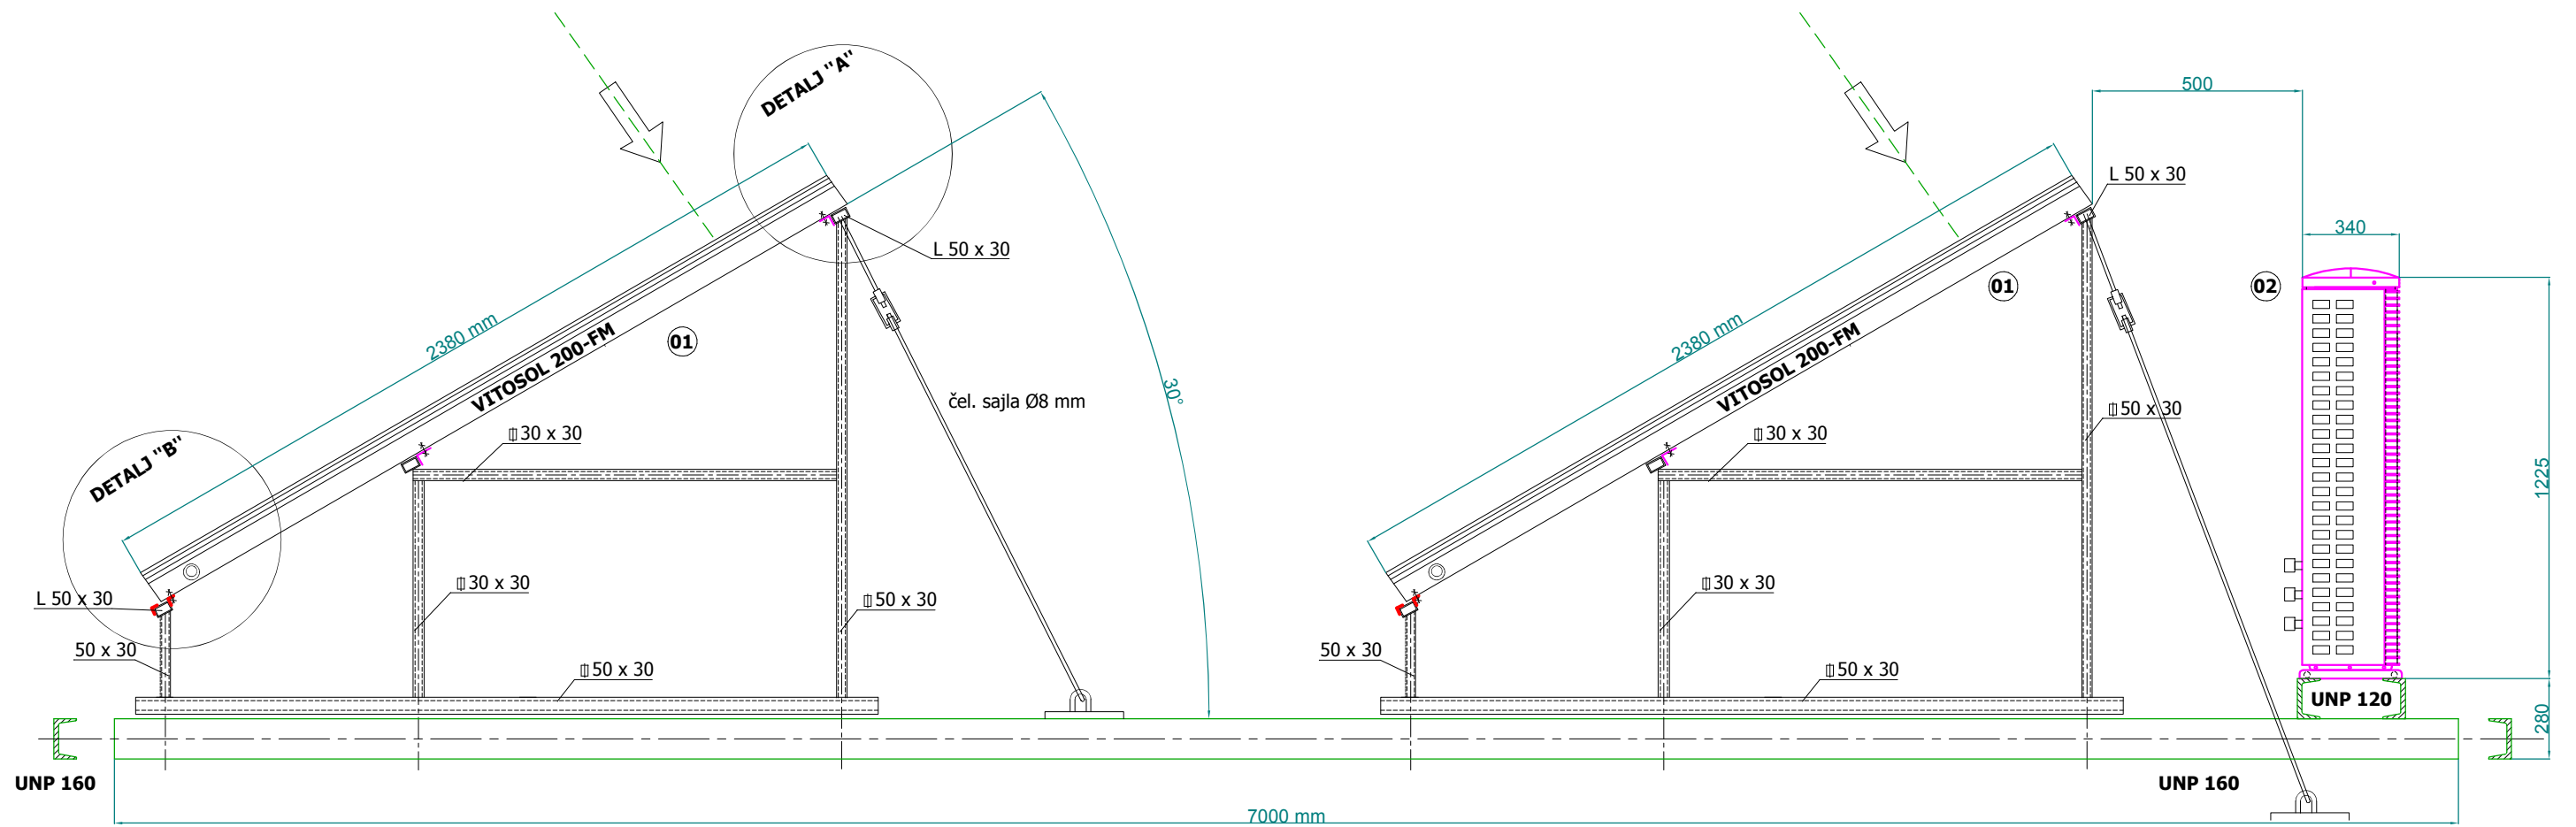 DETALJ "A"
500
L 50 x 30
L 50 x 30
340
01
02
01
2380 mm
VITOSOL 200-FM
2380 mm
VITOSOL 200-FM
30°
čel. sajla Ø8 mm
50 x 30
30 x 30
30 x 30
DETALJ "B"
1225
30 x 30
30 x 30
L 50 x 30
50 x 30
50 x 30
50 x 30
50 x 30
50 x 30
UNP 120
280
UNP 160
UNP 160
7000 mm